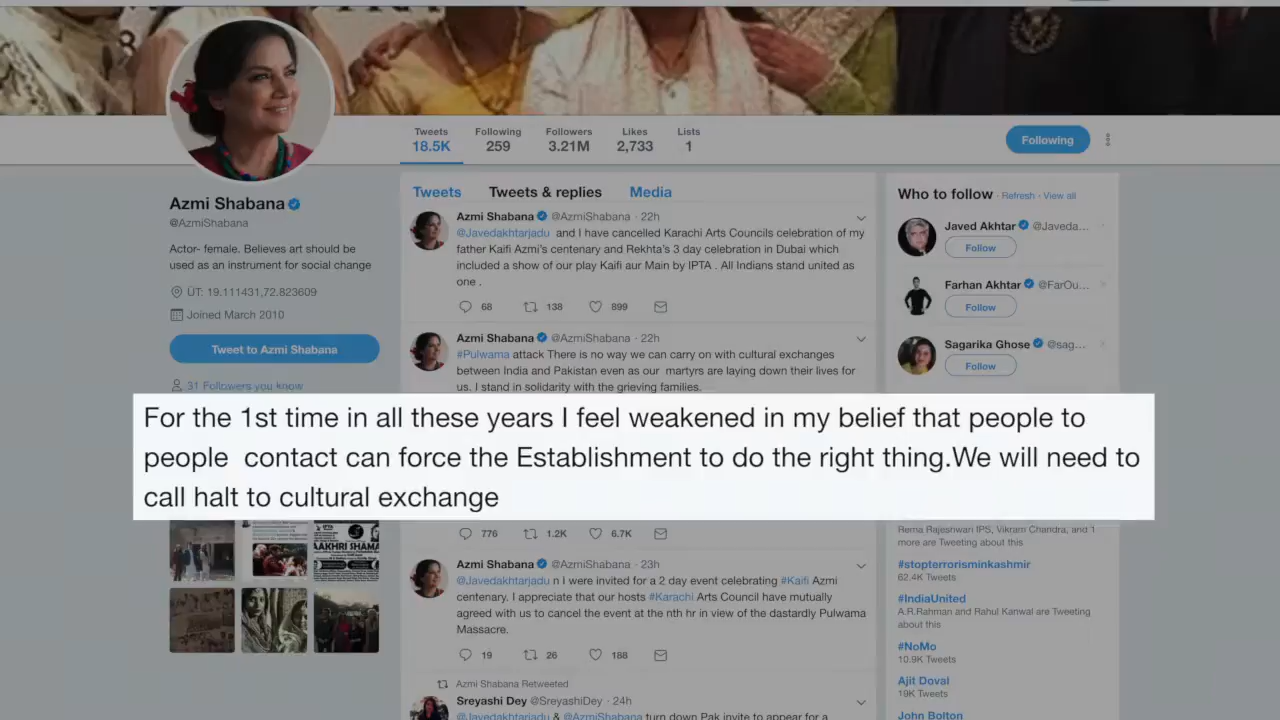 Tweets
18.5K
Following
259
Followers
3.21M
Likes
2,733
Lists
1
Following
Azmi Shabana
@AzmiShabana
Actor- female. Believes art should be
used as an instrument for social change
ÜT: 19.111431,72.823609
Joined March 2010
Tweet to Azmi Shabana
31 Followers you know
Tweets Tweets & replies Media
Azmi Shabana @AzmiShabana · 22h
@Javedakhtarjadu and I have cancelled Karachi Arts Councils celebration of my
father Kaifi Azmi's centenary and Rekhta's 3 day celebration in Dubai which
included a show of our play Kaifi aur Main by IPTA . All Indians stand united as
one .
68 138 899
Azmi Shabana @AzmiShabana · 22h
#Pulwama attack There is no way we can carry on with cultural exchanges
between India and Pakistan even as our martyrs are laying down their lives for
us. I stand in solidarity with the grieving families.
For the 1st time in all these years I feel weakened in my belief that people to
people contact can force the Establishment to do the right thing.We will need to
call halt to cultural exchange
776 1.2K 6.7K
Azmi Shabana @AzmiShabana · 23h
@Javedakhtarjadu n I were invited for a 2 day event celebrating #Kaifi Azmi
centenary. I appreciate that our hosts #Karachi Arts Council have mutually
agreed with us to cancel the event at the nth hr in view of the dastardly Pulwama
Massacre.
19 26 188
Azmi Shabana Retweeted
Sreyashi Dey @SreyashiDey · 24h
@Javedakhtarjadu & @AzmiShabana turn down Pak invite to appear for a
Who to follow · Refresh · View all
Javed Akhtar @Javeda...
Follow
Farhan Akhtar @FarOu...
Follow
Sagarika Ghose @sag...
Follow
Rema Rajeshwari IPS, Vikram Chandra, and 1
more are Tweeting about this
#stopterrorisminkashmir
62.4K Tweets
#IndiaUnited
A.R.Rahman and Rahul Kanwal are Tweeting
about this
#NoMo
10.9K Tweets
Ajit Doval
19K Tweets
John Bolton